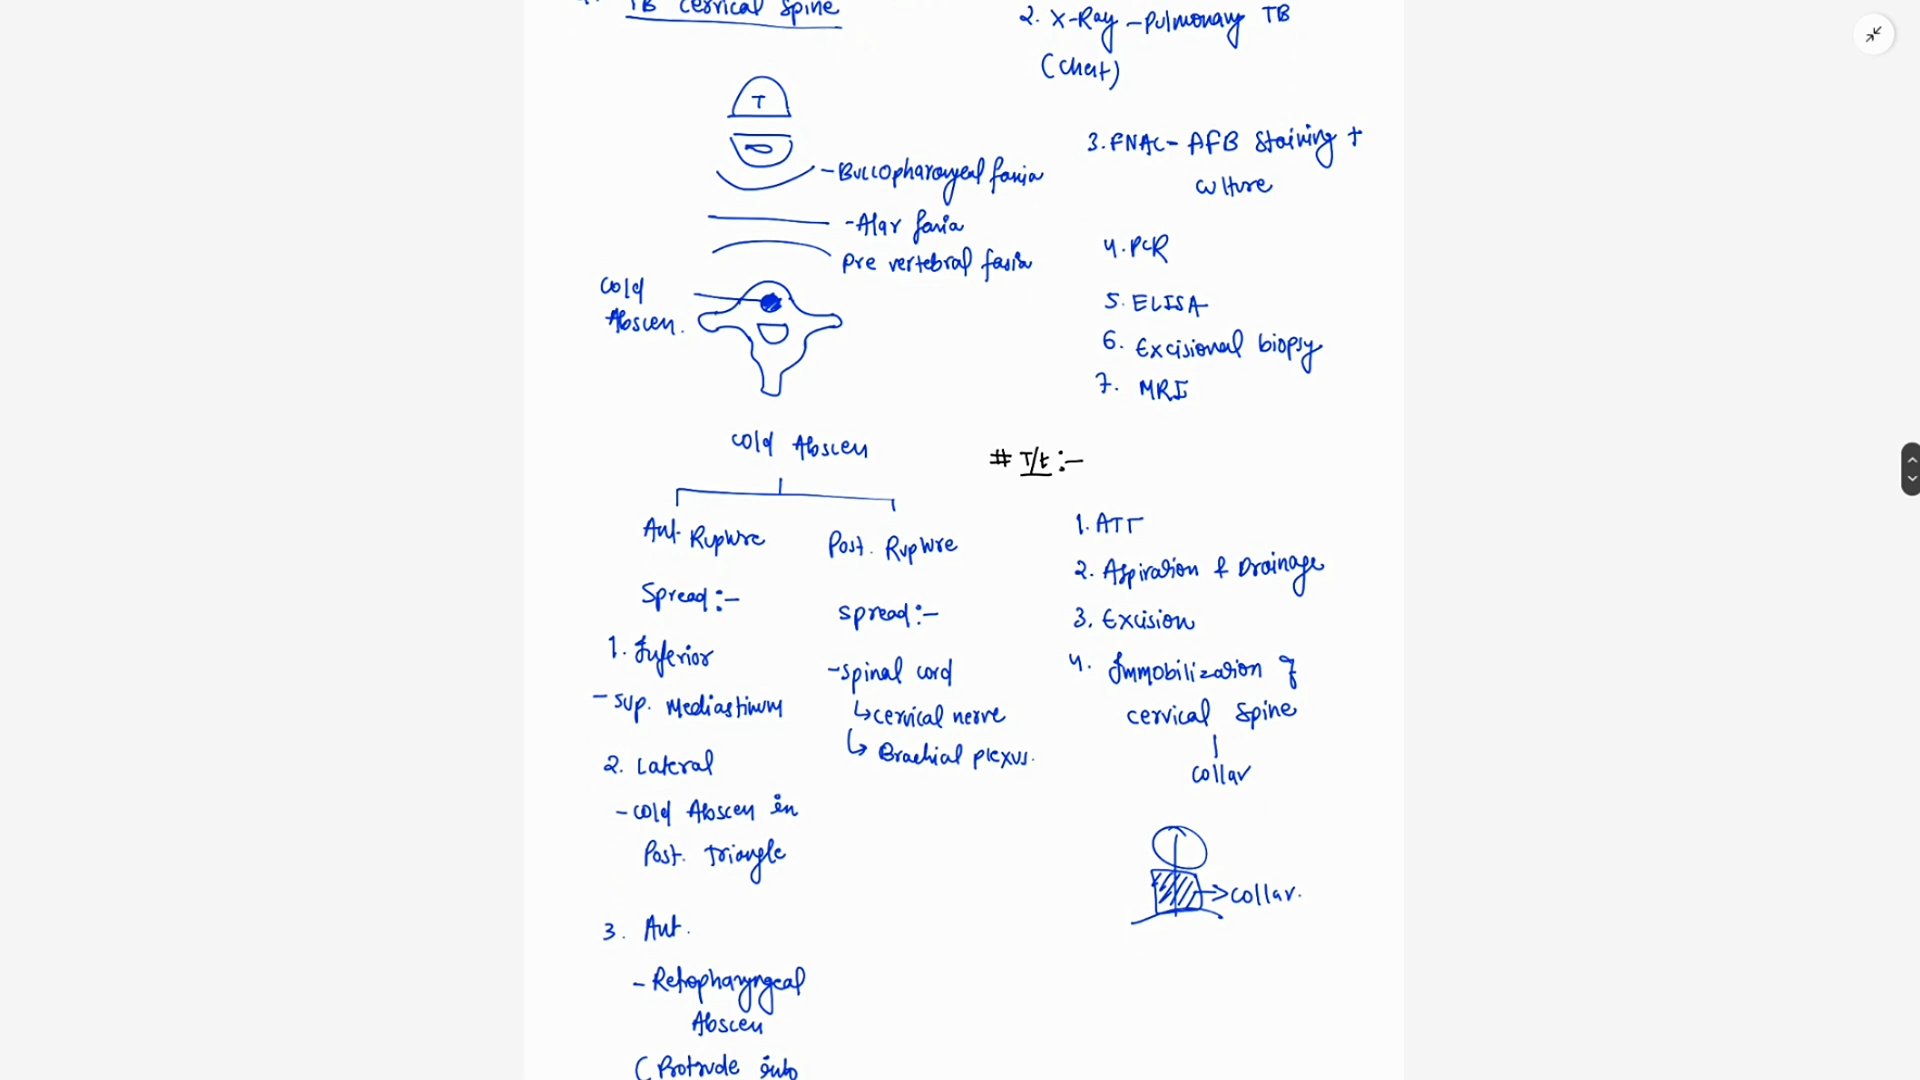 TB Cervical Spine
T
- Buccopharyngeal fascia
- Alar fascia
Pre vertebral fascia
Cold
Abscess.
Cold Abscess
Ant. Rupture
Spread :-
1. Inferior
- Sup. Mediastinum
2. Lateral
- Cold Abscess in
Post. Triangle
3. Ant.
- Retropharyngeal
Abscess
( Protrude into
Post. Rupture
Spread :-
- Spinal cord
↳ cervical nerve
↳ Brachial plexus.
2. X-Ray - Pulmonary TB
(Chest)
3. FNAC - AFB Staining +
culture
4. PCR
5. ELISA
6. Excisional biopsy
7. MRI
# T/t :-
1. ATT
2. Aspiration & Drainage
3. Excision
4. Immobilization of
cervical Spine
collar
→ collar.